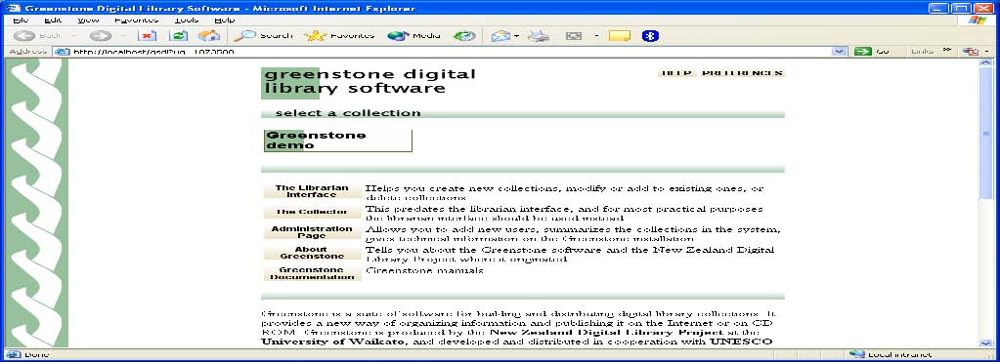 Greenstone Digital Library Software - Microsoft Internet Explorer
File Edit View Favorites Tools Help
Back Search Favorites Media
Address Go Links
greenstone digital
library software
HELP PREFERENCES
select a collection
Greenstone
demo
The Librarian
Interface
Helps you create new collections, modify or add to existing ones, or
delete collections
The Collector
This predates the librarian interface, and for most practical purposes
the librarian interface should be used instead
Administration
Page
Allows you to add new users, summarizes the collections in the system,
gives technical information on the Greenstone installation
About
Greenstone
Tells you about the Greenstone software and the New Zealand Digital
Library Project where it originated
Greenstone
Documentation
Greenstone manuals
Greenstone is a suite of software for building and distributing digital library collections. It
provides a new way of organizing information and publishing it on the Internet or on CD
ROM. Greenstone is produced by the New Zealand Digital Library Project at the
University of Waikato, and developed and distributed in cooperation with UNESCO
Done Local intranet